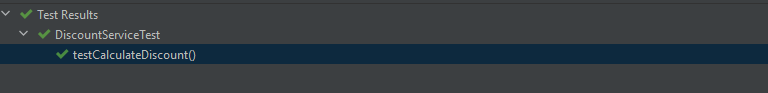 Test Results
DiscountServiceTest
testCalculateDiscount()